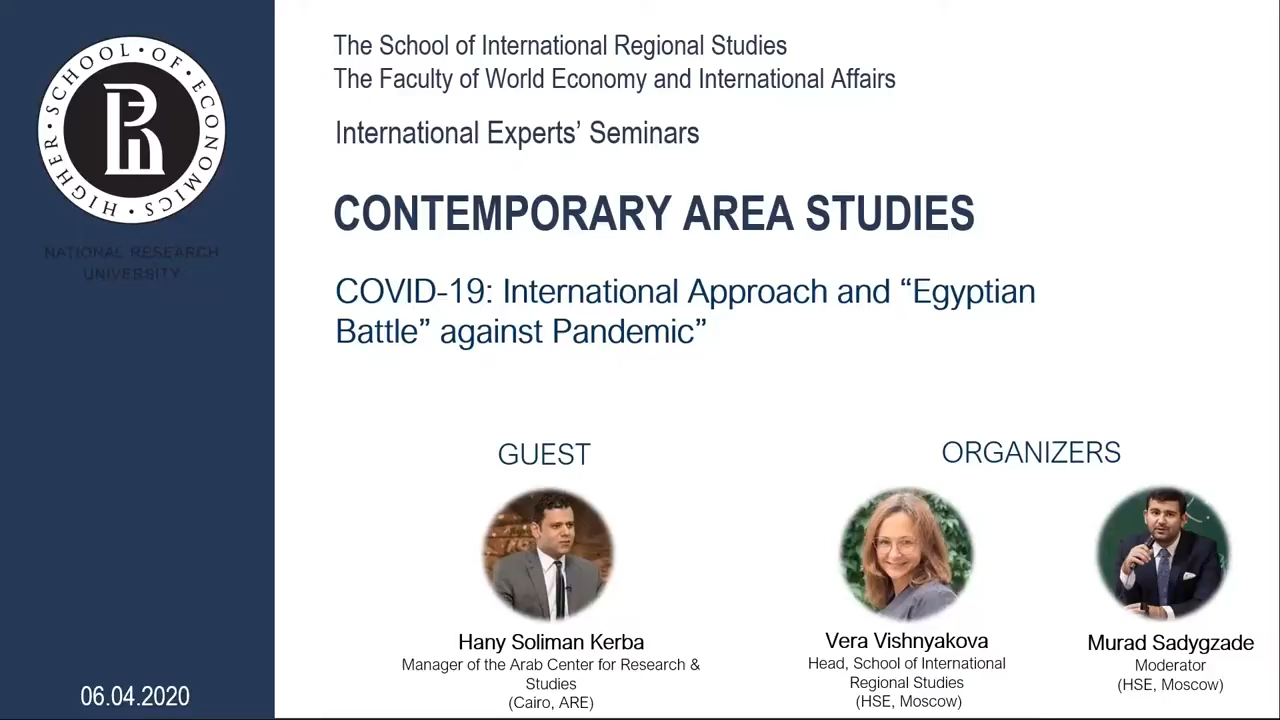 HIGHER · SCHOOL · OF · ECONOMICS ·
NATIONAL RESEARCH
UNIVERSITY
06.04.2020
The School of International Regional Studies
The Faculty of World Economy and International Affairs
International Experts’ Seminars
CONTEMPORARY AREA STUDIES
COVID-19: International Approach and “Egyptian
Battle” against Pandemic”
GUEST
Hany Soliman Kerba
Manager of the Arab Center for Research &
Studies
(Cairo, ARE)
ORGANIZERS
Vera Vishnyakova
Head, School of International
Regional Studies
(HSE, Moscow)
Murad Sadygzade
Moderator
(HSE, Moscow)